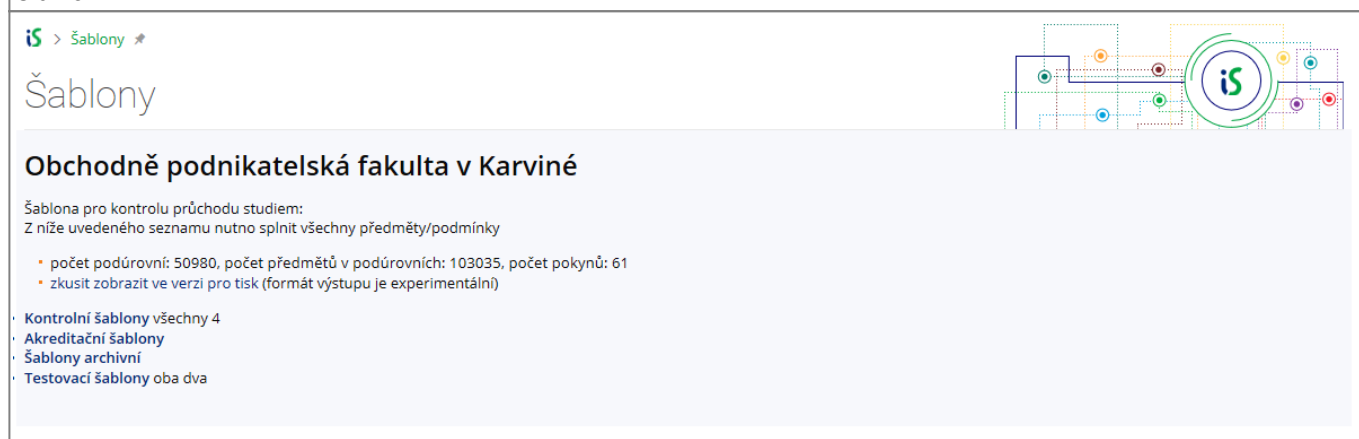 iS > Šablony
Šablony
iS
Obchodně podnikatelská fakulta v Karviné
Šablona pro kontrolu průchodu studiem:
Z níže uvedeného seznamu nutno splnit všechny předměty/podmínky
počet podúrovní: 50980, počet předmětů v podúrovních: 103035, počet pokynů: 61
zkusit zobrazit ve verzi pro tisk (formát výstupu je experimentální)
Kontrolní šablony všechny 4
Akreditační šablony
Šablony archivní
Testovací šablony oba dva